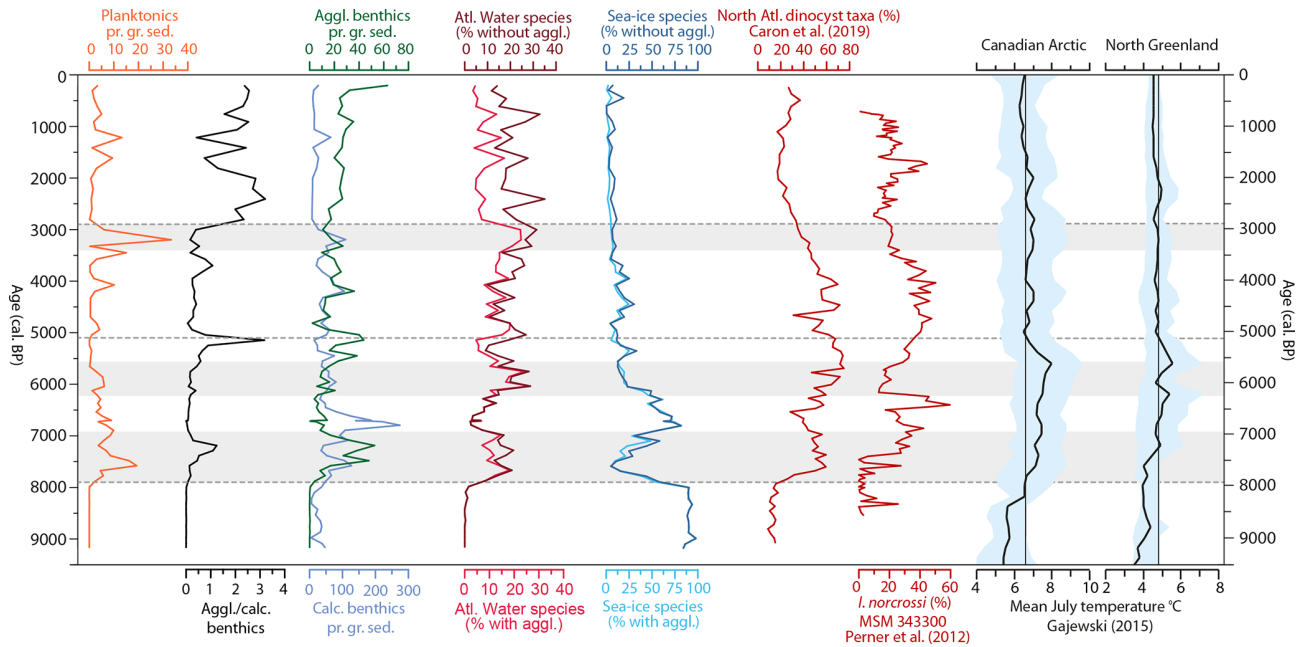 Planktonics
pr. gr. sed.
0 10 20 30 40
Aggl. benthics
pr. gr. sed.
0 20 40 60 80
Atl. Water species
(% without aggl.)
0 10 20 30 40
Sea-ice species
(% without aggl.)
0 25 50 75 100
North Atl. dinocyst taxa (%)
Caron et al. (2019)
0 20 40 60 80
Canadian Arctic
North Greenland
0
1000
2000
3000
4000
5000
6000
7000
8000
9000
Age (cal. BP)
0
1000
2000
3000
4000
5000
6000
7000
8000
9000
Age (cal. BP)
0 1 2 3 4
Aggl./calc.
benthics
0 100 200 300
Calc. benthics
pr. gr. sed.
0 10 20 30 40
Atl. Water species
(% with aggl.)
0 25 50 75 100
Sea-ice species
(% with aggl.)
0 20 40 60
I. norcrossi (%)
MSM 343300
Perner et al. (2012)
4 6 8 10 2 4 6 8
Mean July temperature °C
Gajewski (2015)